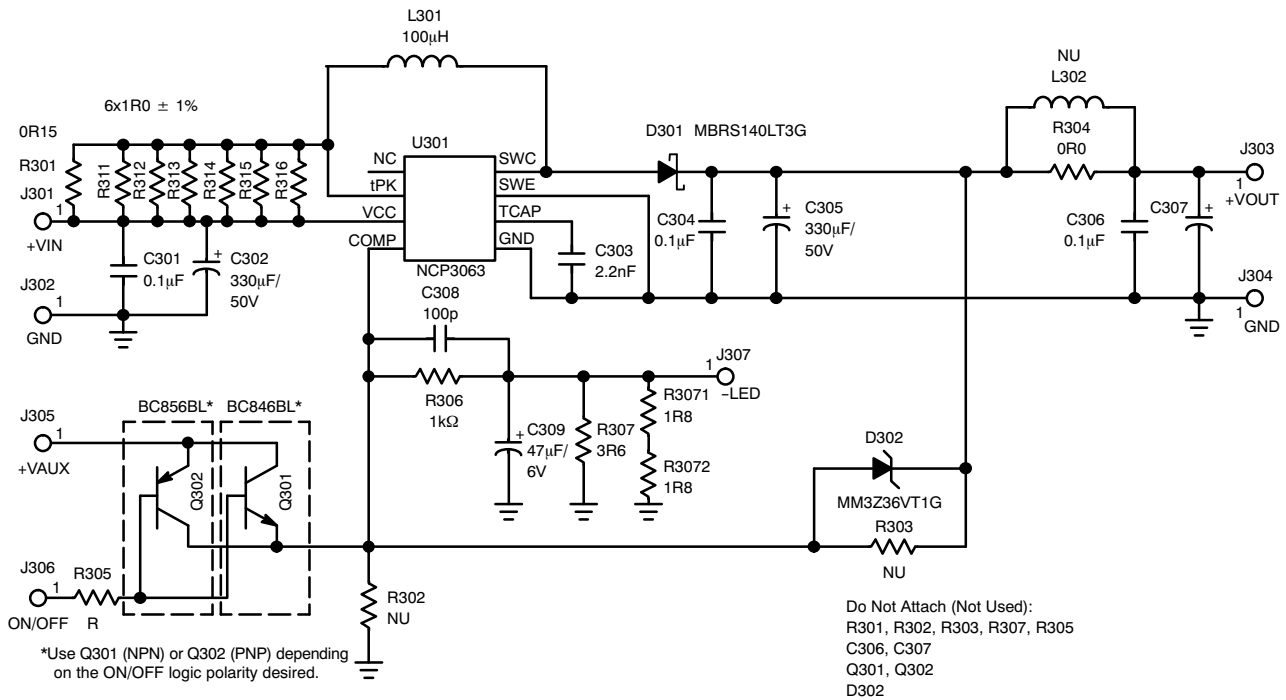 L301
100μH
NU
L302
6x1R0 ± 1%
0R15
R301
R311
R312
R313
R314
R315
R316
U301
NC
tPK
VCC
COMP
SWC
SWE
TCAP
GND
NCP3063
D301 MBRS140LT3G
R304
0R0
J303
1
+VOUT
J301
1
+VIN
C301
0.1μF
C302
+
330μF/
50V
C303
2.2nF
C304
0.1μF
C305
+
330μF/
50V
C306
0.1μF
C307
+
J302
1
GND
J304
1
GND
C308
100p
R306
1kΩ
J307
1
–LED
C309
+
47μF/
6V
R307
3R6
R3071
1R8
R3072
1R8
BC856BL*
BC846BL*
J305
1
+VAUX
Q302
Q301
D302
MM3Z36VT1G
R303
NU
J306
1
ON/OFF
R305
R
R302
NU
*Use Q301 (NPN) or Q302 (PNP) depending
on the ON/OFF logic polarity desired.
Do Not Attach (Not Used):
R301, R302, R303, R307, R305
C306, C307
Q301, Q302
D302